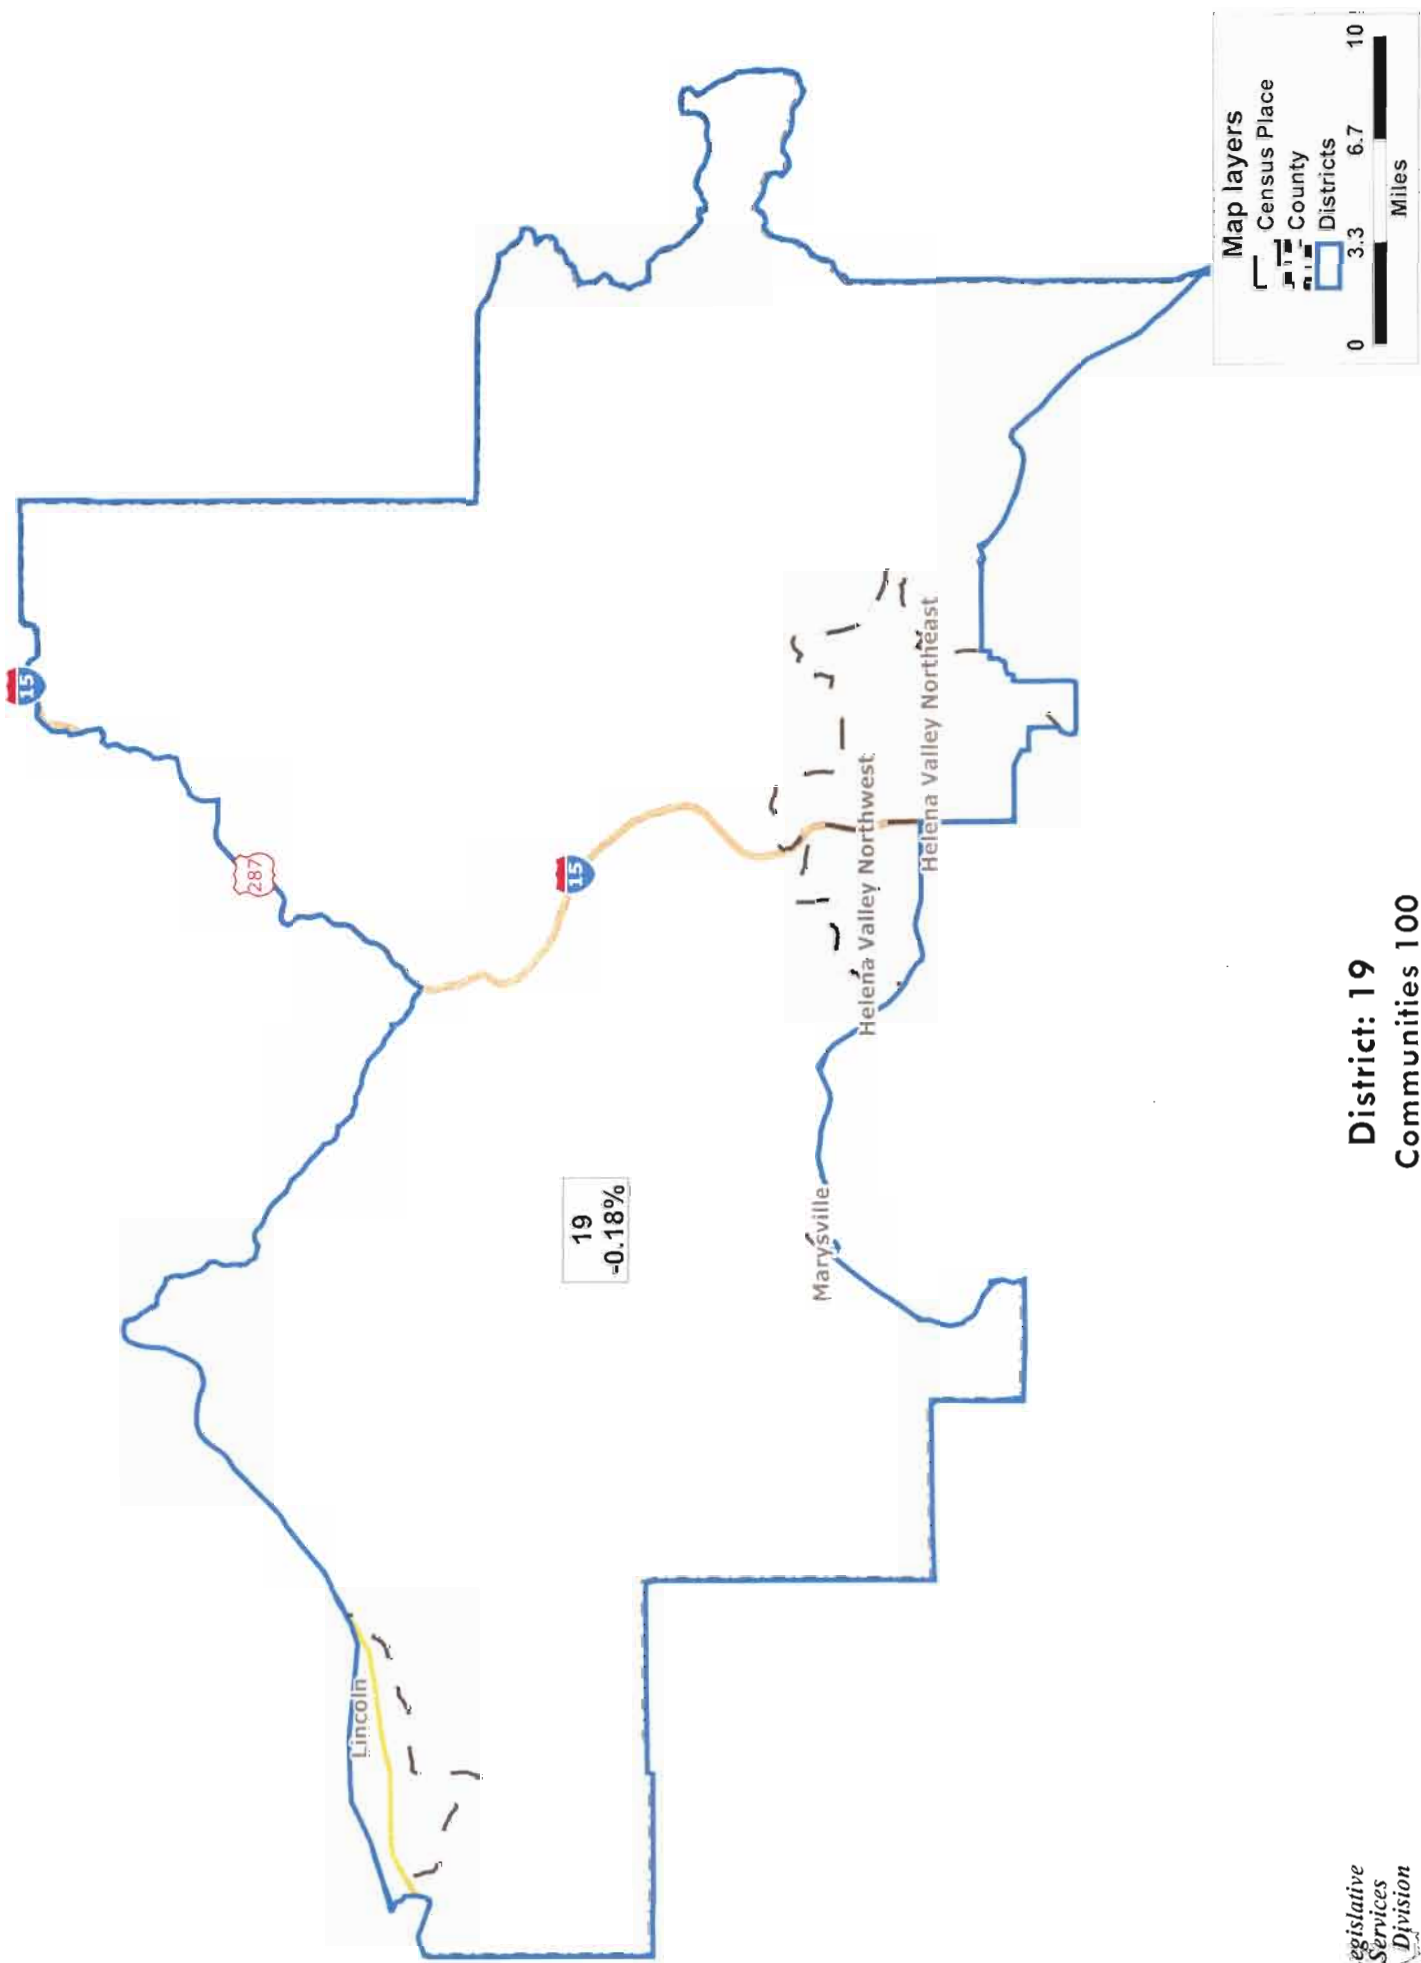 15
287
15
Lincoln
19
-0.18%
Marysville
Helena Valley Northwest
Helena Valley Northeast
Map layers
Census Place
County
Districts
0 3.3 6.7 10
Miles
District: 19
Communities 100
egislative
Services
Division